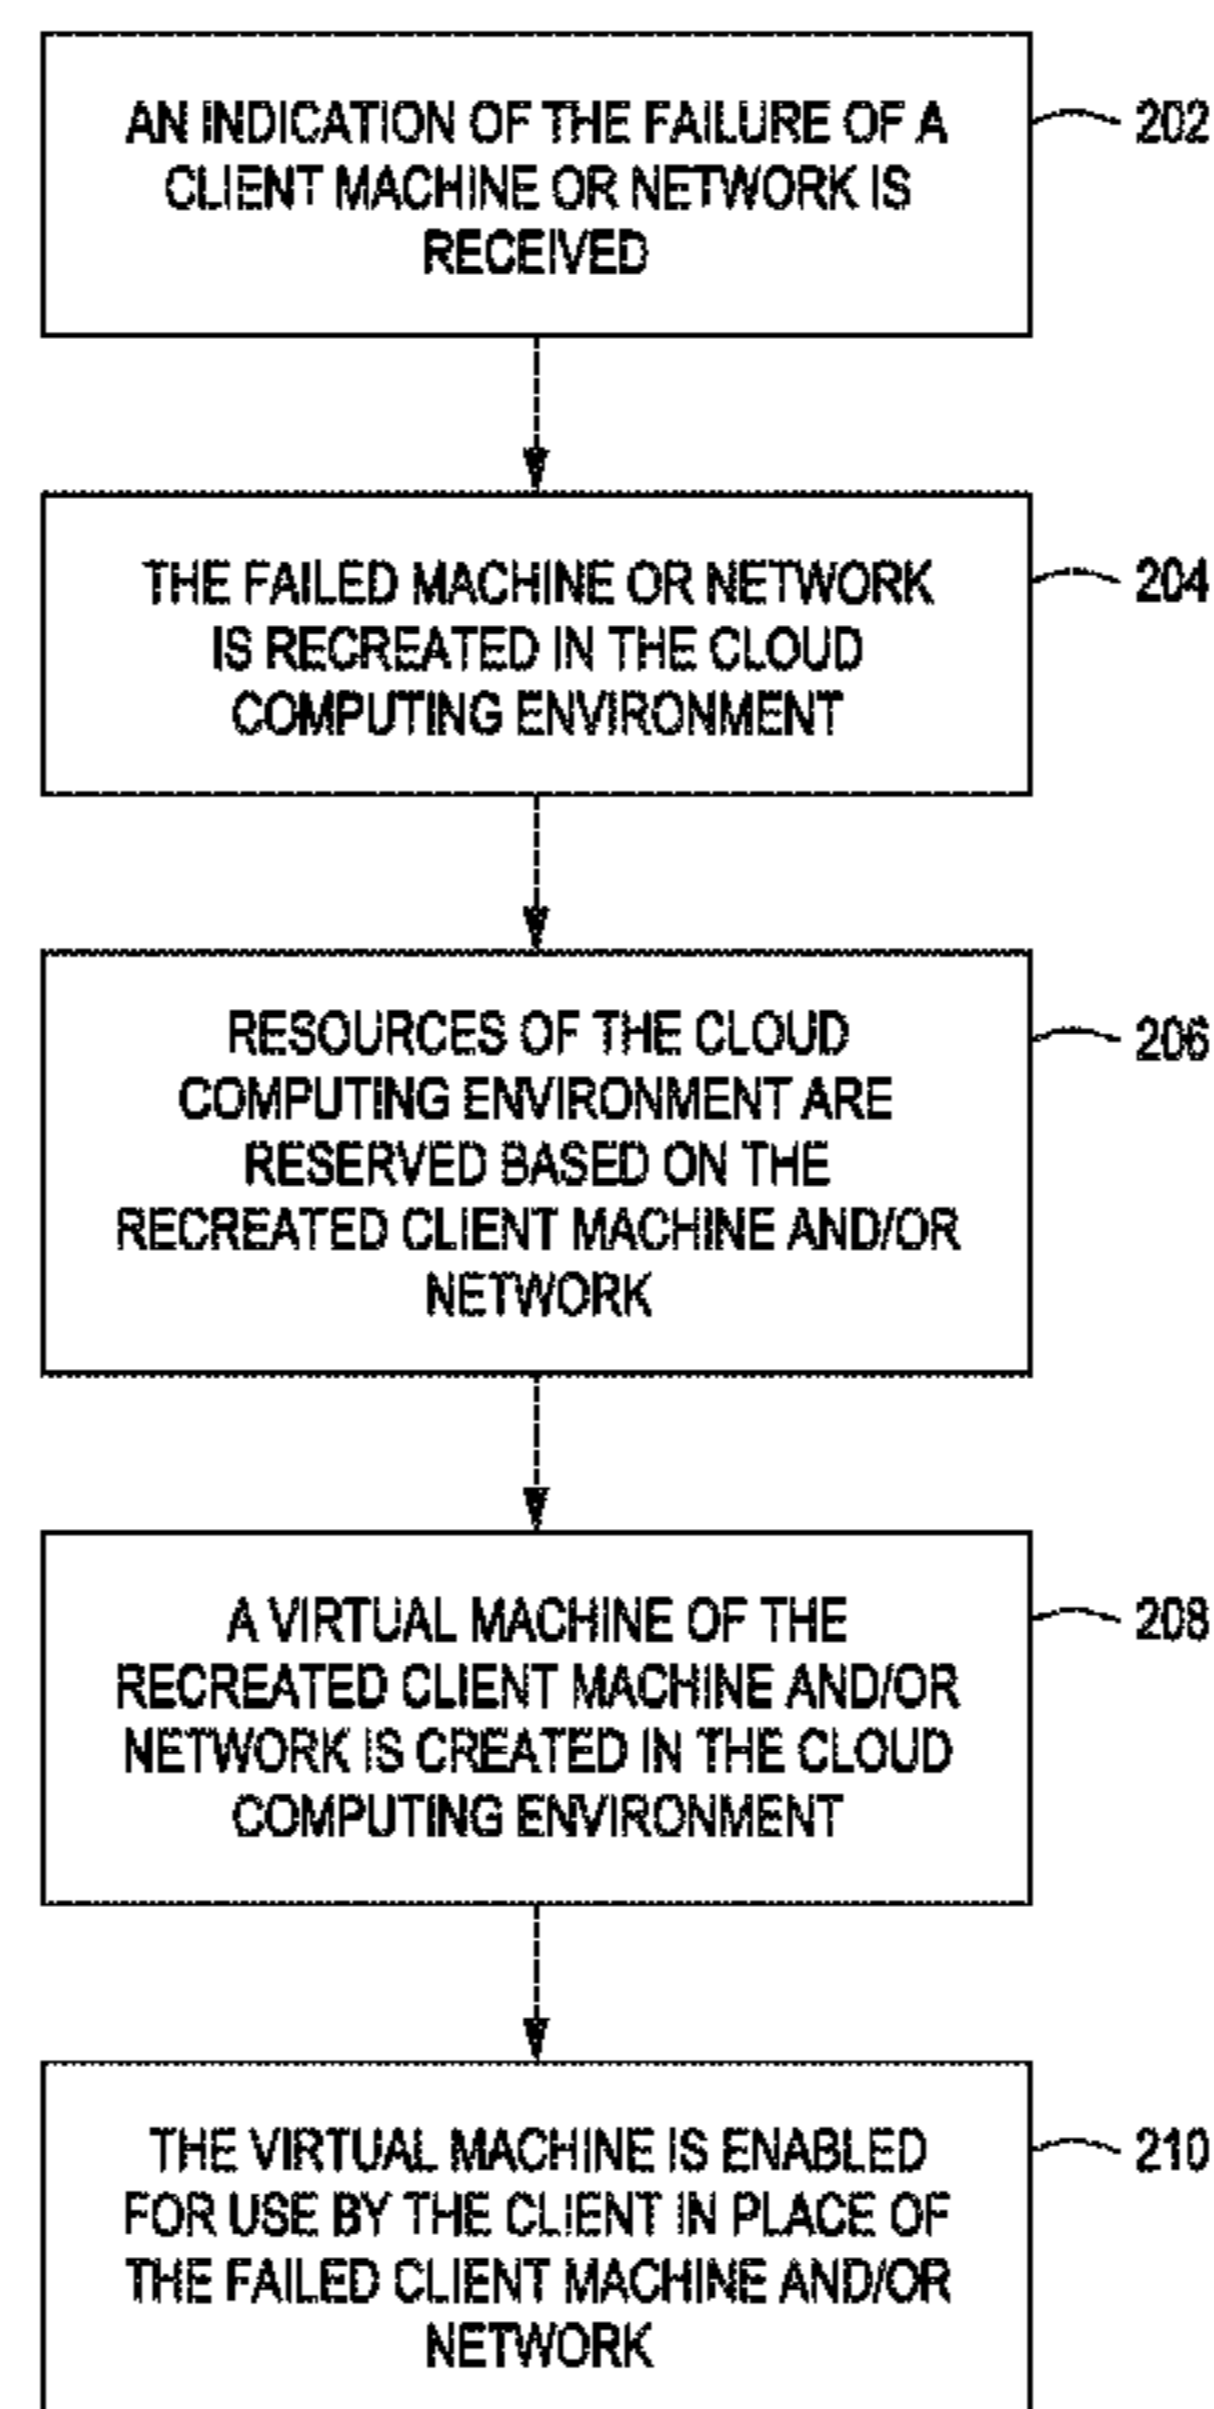 AN INDICATION OF THE FAILURE OF A
CLIENT MACHINE OR NETWORK IS
RECEIVED
202
THE FAILED MACHINE OR NETWORK
IS RECREATED IN THE CLOUD
COMPUTING ENVIRONMENT
204
RESOURCES OF THE CLOUD
COMPUTING ENVIRONMENT ARE
RESERVED BASED ON THE
RECREATED CLIENT MACHINE AND/OR
NETWORK
206
A VIRTUAL MACHINE OF THE
RECREATED CLIENT MACHINE AND/OR
NETWORK IS CREATED IN THE CLOUD
COMPUTING ENVIRONMENT
208
THE VIRTUAL MACHINE IS ENABLED
FOR USE BY THE CLIENT IN PLACE OF
THE FAILED CLIENT MACHINE AND/OR
NETWORK
210